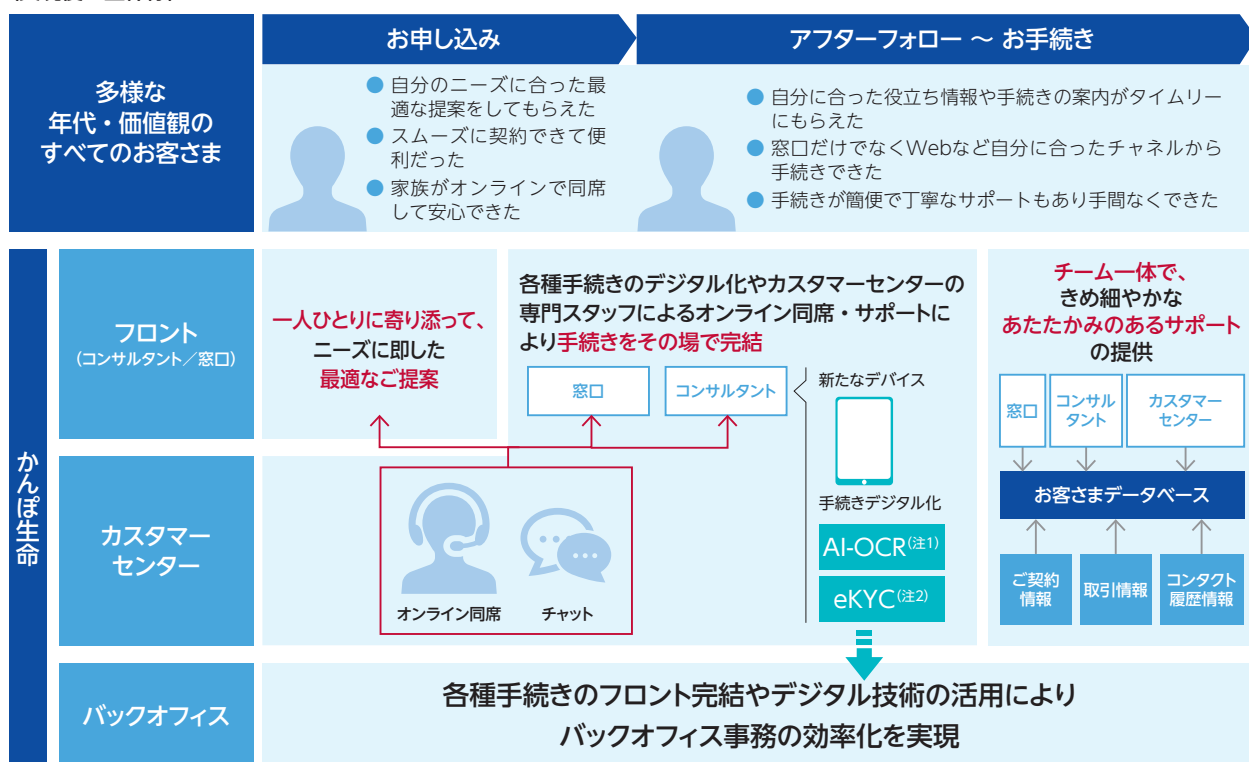 多様な
年代・価値観の
すべてのお客さま
お申し込み
● 自分のニーズに合った最
適な提案をしてもらえた
● スムーズに契約できて便
利だった
● 家族がオンラインで同席
して安心できた
アフターフォロー ～ お手続き
● 自分に合った役立ち情報や手続きの案内がタイムリー
にもらえた
● 窓口だけでなくWebなど自分に合ったチャネルから
手続きできた
● 手続きが簡便で丁寧なサポートもあり手間なくできた
かんぽ生命
フロント
（コンサルタント／窓口）
一人ひとりに寄り添って、
ニーズに即した
最適なご提案
各種手続きのデジタル化やカスタマーセンターの
専門スタッフによるオンライン同席・サポートに
より手続きをその場で完結
窓口
コンサルタント
新たなデバイス
手続きデジタル化
AI-OCR(注1)
eKYC(注2)
チーム一体で、
きめ細やかな
あたたかみのあるサポート
の提供
窓口
コンサル
タント
カスタマー
センター
お客さまデータベース
ご契約
情報
取引情報
コンタクト
履歴情報
カスタマー
センター
オンライン同席
チャット
バックオフィス
各種手続きのフロント完結やデジタル技術の活用により
バックオフィス事務の効率化を実現